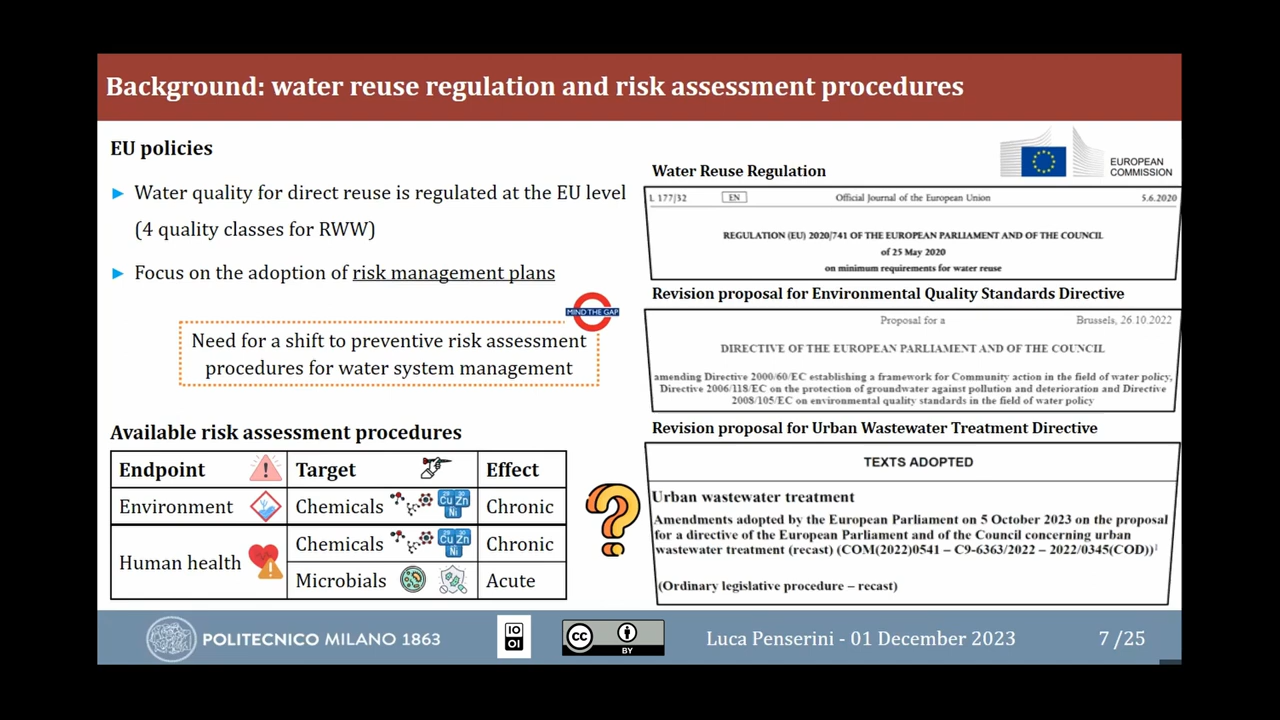 Background: water reuse regulation and risk assessment procedures
EU policies
Water quality for direct reuse is regulated at the EU level
(4 quality classes for RWW)
Focus on the adoption of risk management plans
MIND THE GAP
Need for a shift to preventive risk assessment
procedures for water system management
Available risk assessment procedures
Endpoint Target Effect
Environment Chemicals Cu Zn Ni Chronic
Human health
Chemicals Cu Zn Ni Chronic
Microbials Acute
EUROPEAN
COMMISSION
Water Reuse Regulation
L 177/32 EN Official Journal of the European Union 5.6.2020
REGULATION (EU) 2020/741 OF THE EUROPEAN PARLIAMENT AND OF THE COUNCIL
of 25 May 2020
on minimum requirements for water reuse
Revision proposal for Environmental Quality Standards Directive
Proposal for a Brussels, 26.10.2022
DIRECTIVE OF THE EUROPEAN PARLIAMENT AND OF THE COUNCIL
amending Directive 2000/60/EC establishing a framework for Community action in the field of water policy,
Directive 2006/118/EC on the protection of groundwater against pollution and deterioration and Directive
2008/105/EC on environmental quality standards in the field of water policy
Revision proposal for Urban Wastewater Treatment Directive
TEXTS ADOPTED
Urban wastewater treatment
Amendments adopted by the European Parliament on 5 October 2023 on the proposal
for a directive of the European Parliament and of the Council concerning urban
wastewater treatment (recast) (COM(2022)0541 – C9-6363/2022 – 2022/0345(COD))¹
(Ordinary legislative procedure – recast)
?
POLITECNICO MILANO 1863
IO
OI
CC BY
Luca Penserini - 01 December 2023
7 /25